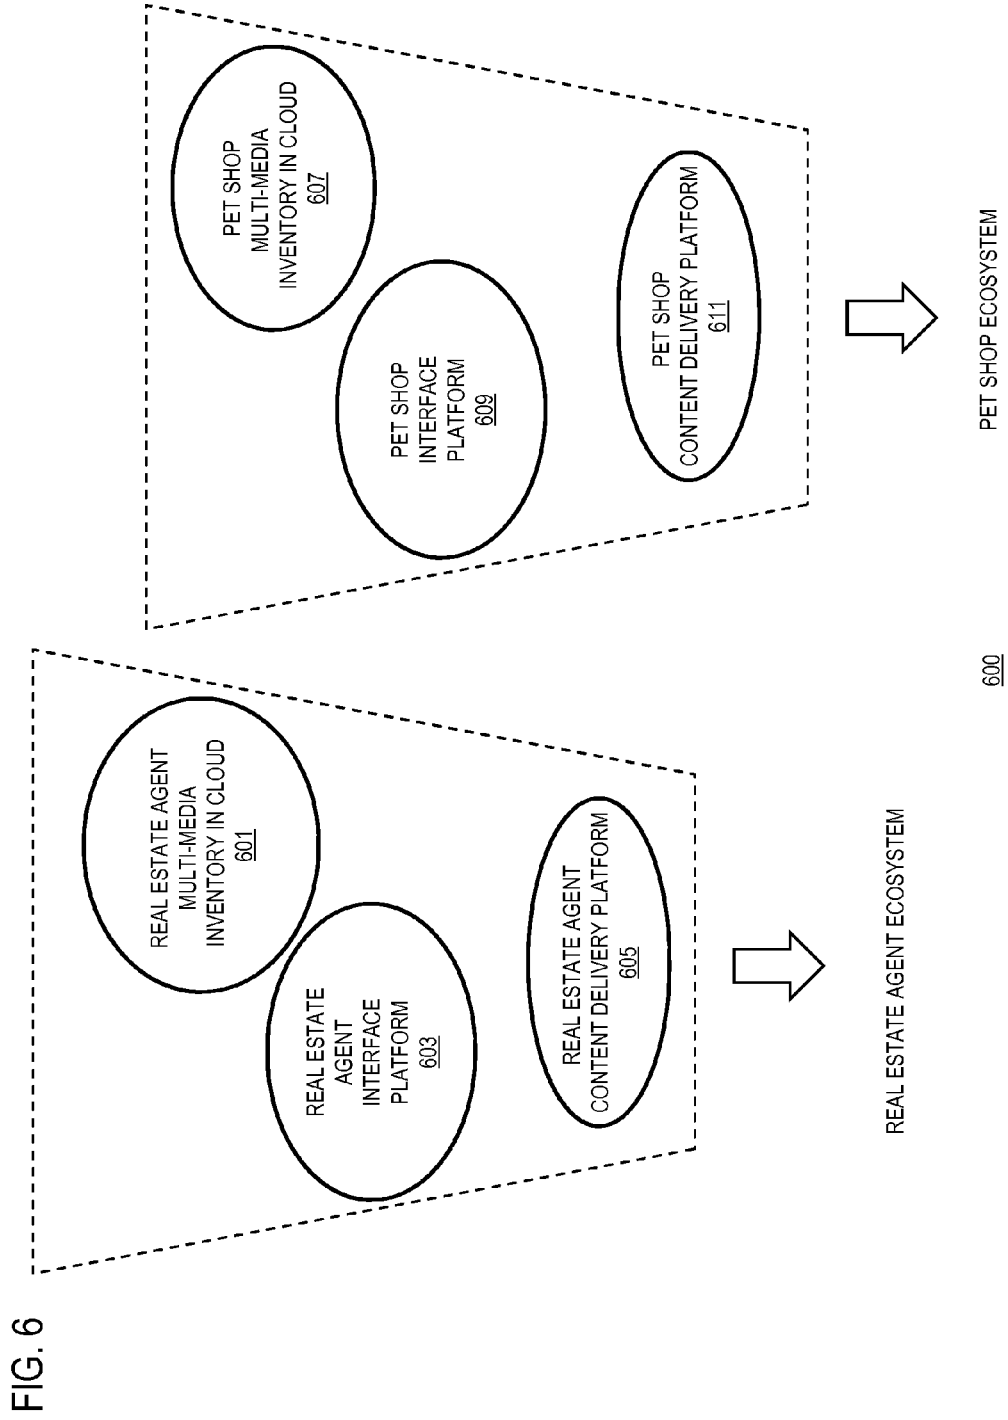 FIG. 6
REAL ESTATE AGENT
MULTI-MEDIA
INVENTORY IN CLOUD
601
REAL ESTATE
AGENT
INTERFACE
PLATFORM
603
REAL ESTATE AGENT
CONTENT DELIVERY PLATFORM
605
REAL ESTATE AGENT ECOSYSTEM
PET SHOP
MULTI-MEDIA
INVENTORY IN CLOUD
607
PET SHOP
INTERFACE
PLATFORM
609
PET SHOP
CONTENT DELIVERY PLATFORM
611
PET SHOP ECOSYSTEM
600